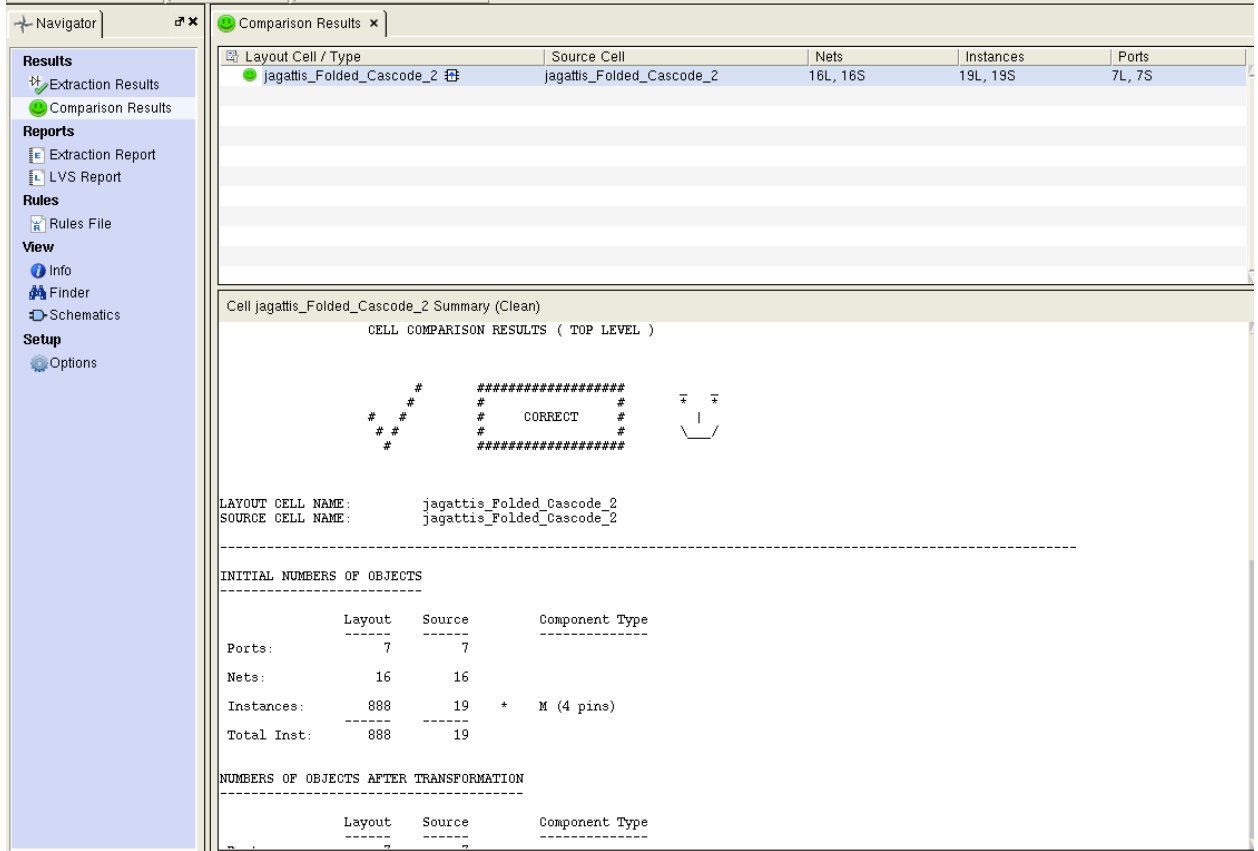 Navigator
Results
Extraction Results
Comparison Results
Reports
Extraction Report
LVS Report
Rules
Rules File
View
Info
Finder
Schematics
Setup
Options
Comparison Results
Layout Cell / Type Source Cell Nets Instances Ports
jagattis_Folded_Cascode_2 jagattis_Folded_Cascode_2 16L, 16S 19L, 19S 7L, 7S
Cell jagattis_Folded_Cascode_2 Summary (Clean)
CELL COMPARISON RESULTS ( TOP LEVEL )
# ################### _ _
# # # * *
# # # CORRECT # |
# # # # \___/
# ###################
LAYOUT CELL NAME: jagattis_Folded_Cascode_2
SOURCE CELL NAME: jagattis_Folded_Cascode_2
INITIAL NUMBERS OF OBJECTS
Layout Source Component Type
Ports: 7 7
Nets: 16 16
Instances: 888 19 * M (4 pins)
Total Inst: 888 19
NUMBERS OF OBJECTS AFTER TRANSFORMATION
Layout Source Component Type